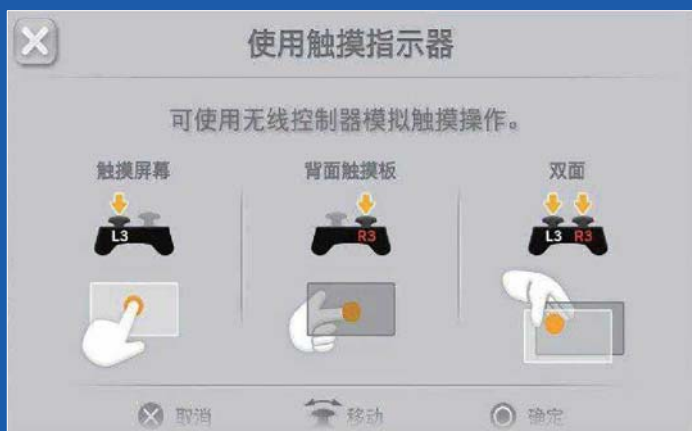 使用触摸指示器
可使用无线控制器模拟触摸操作。
触摸屏幕 背面触摸板 双面
L3 R3 L3 R3
取消 移动 确定